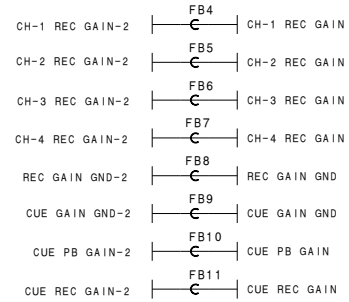 FB4
CH-1 REC GAIN-2 CH-1 REC GAIN
FB5
CH-2 REC GAIN-2 CH-2 REC GAIN
FB6
CH-3 REC GAIN-2 CH-3 REC GAIN
FB7
CH-4 REC GAIN-2 CH-4 REC GAIN
FB8
REC GAIN GND-2 REC GAIN GND
FB9
CUE GAIN GND-2 CUE GAIN GND
FB10
CUE PB GAIN-2 CUE PB GAIN
FB11
CUE REC GAIN-2 CUE REC GAIN